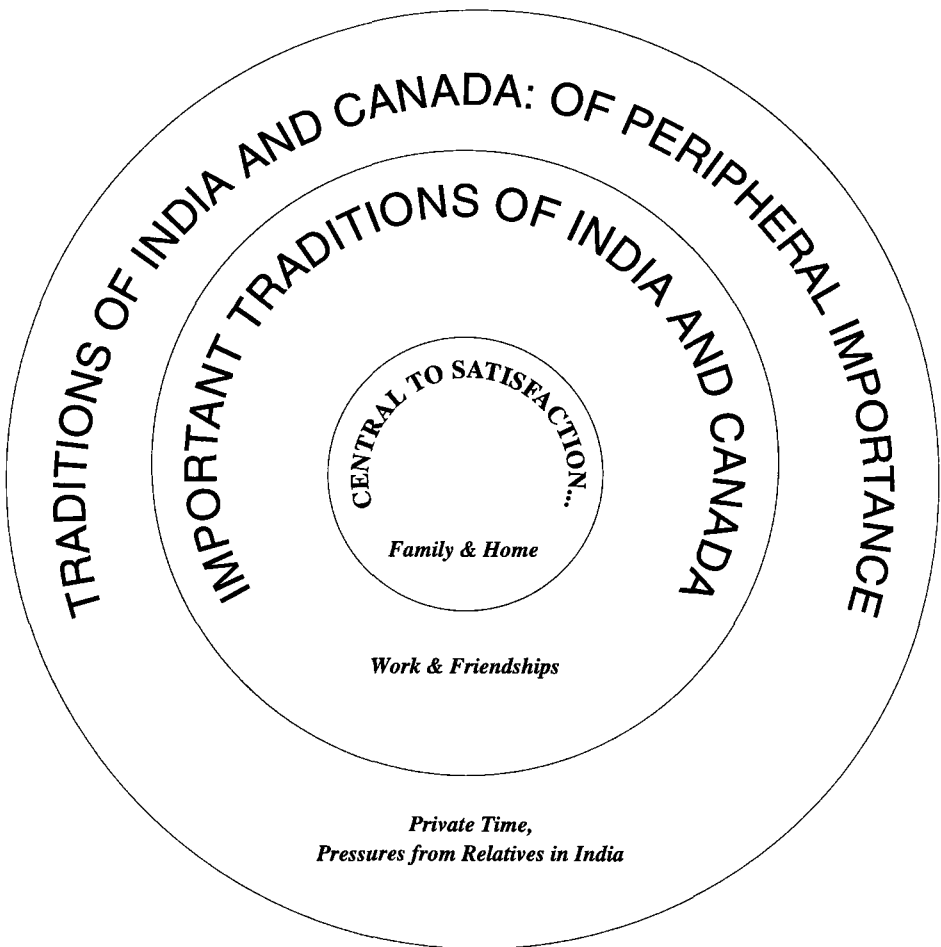 TRADITIONS OF INDIA AND CANADA: OF PERIPHERAL IMPORTANCE
IMPORTANT TRADITIONS OF INDIA AND CANADA
CENTRAL TO SATISFACTION...
Family & Home
Work & Friendships
Private Time,
Pressures from Relatives in India